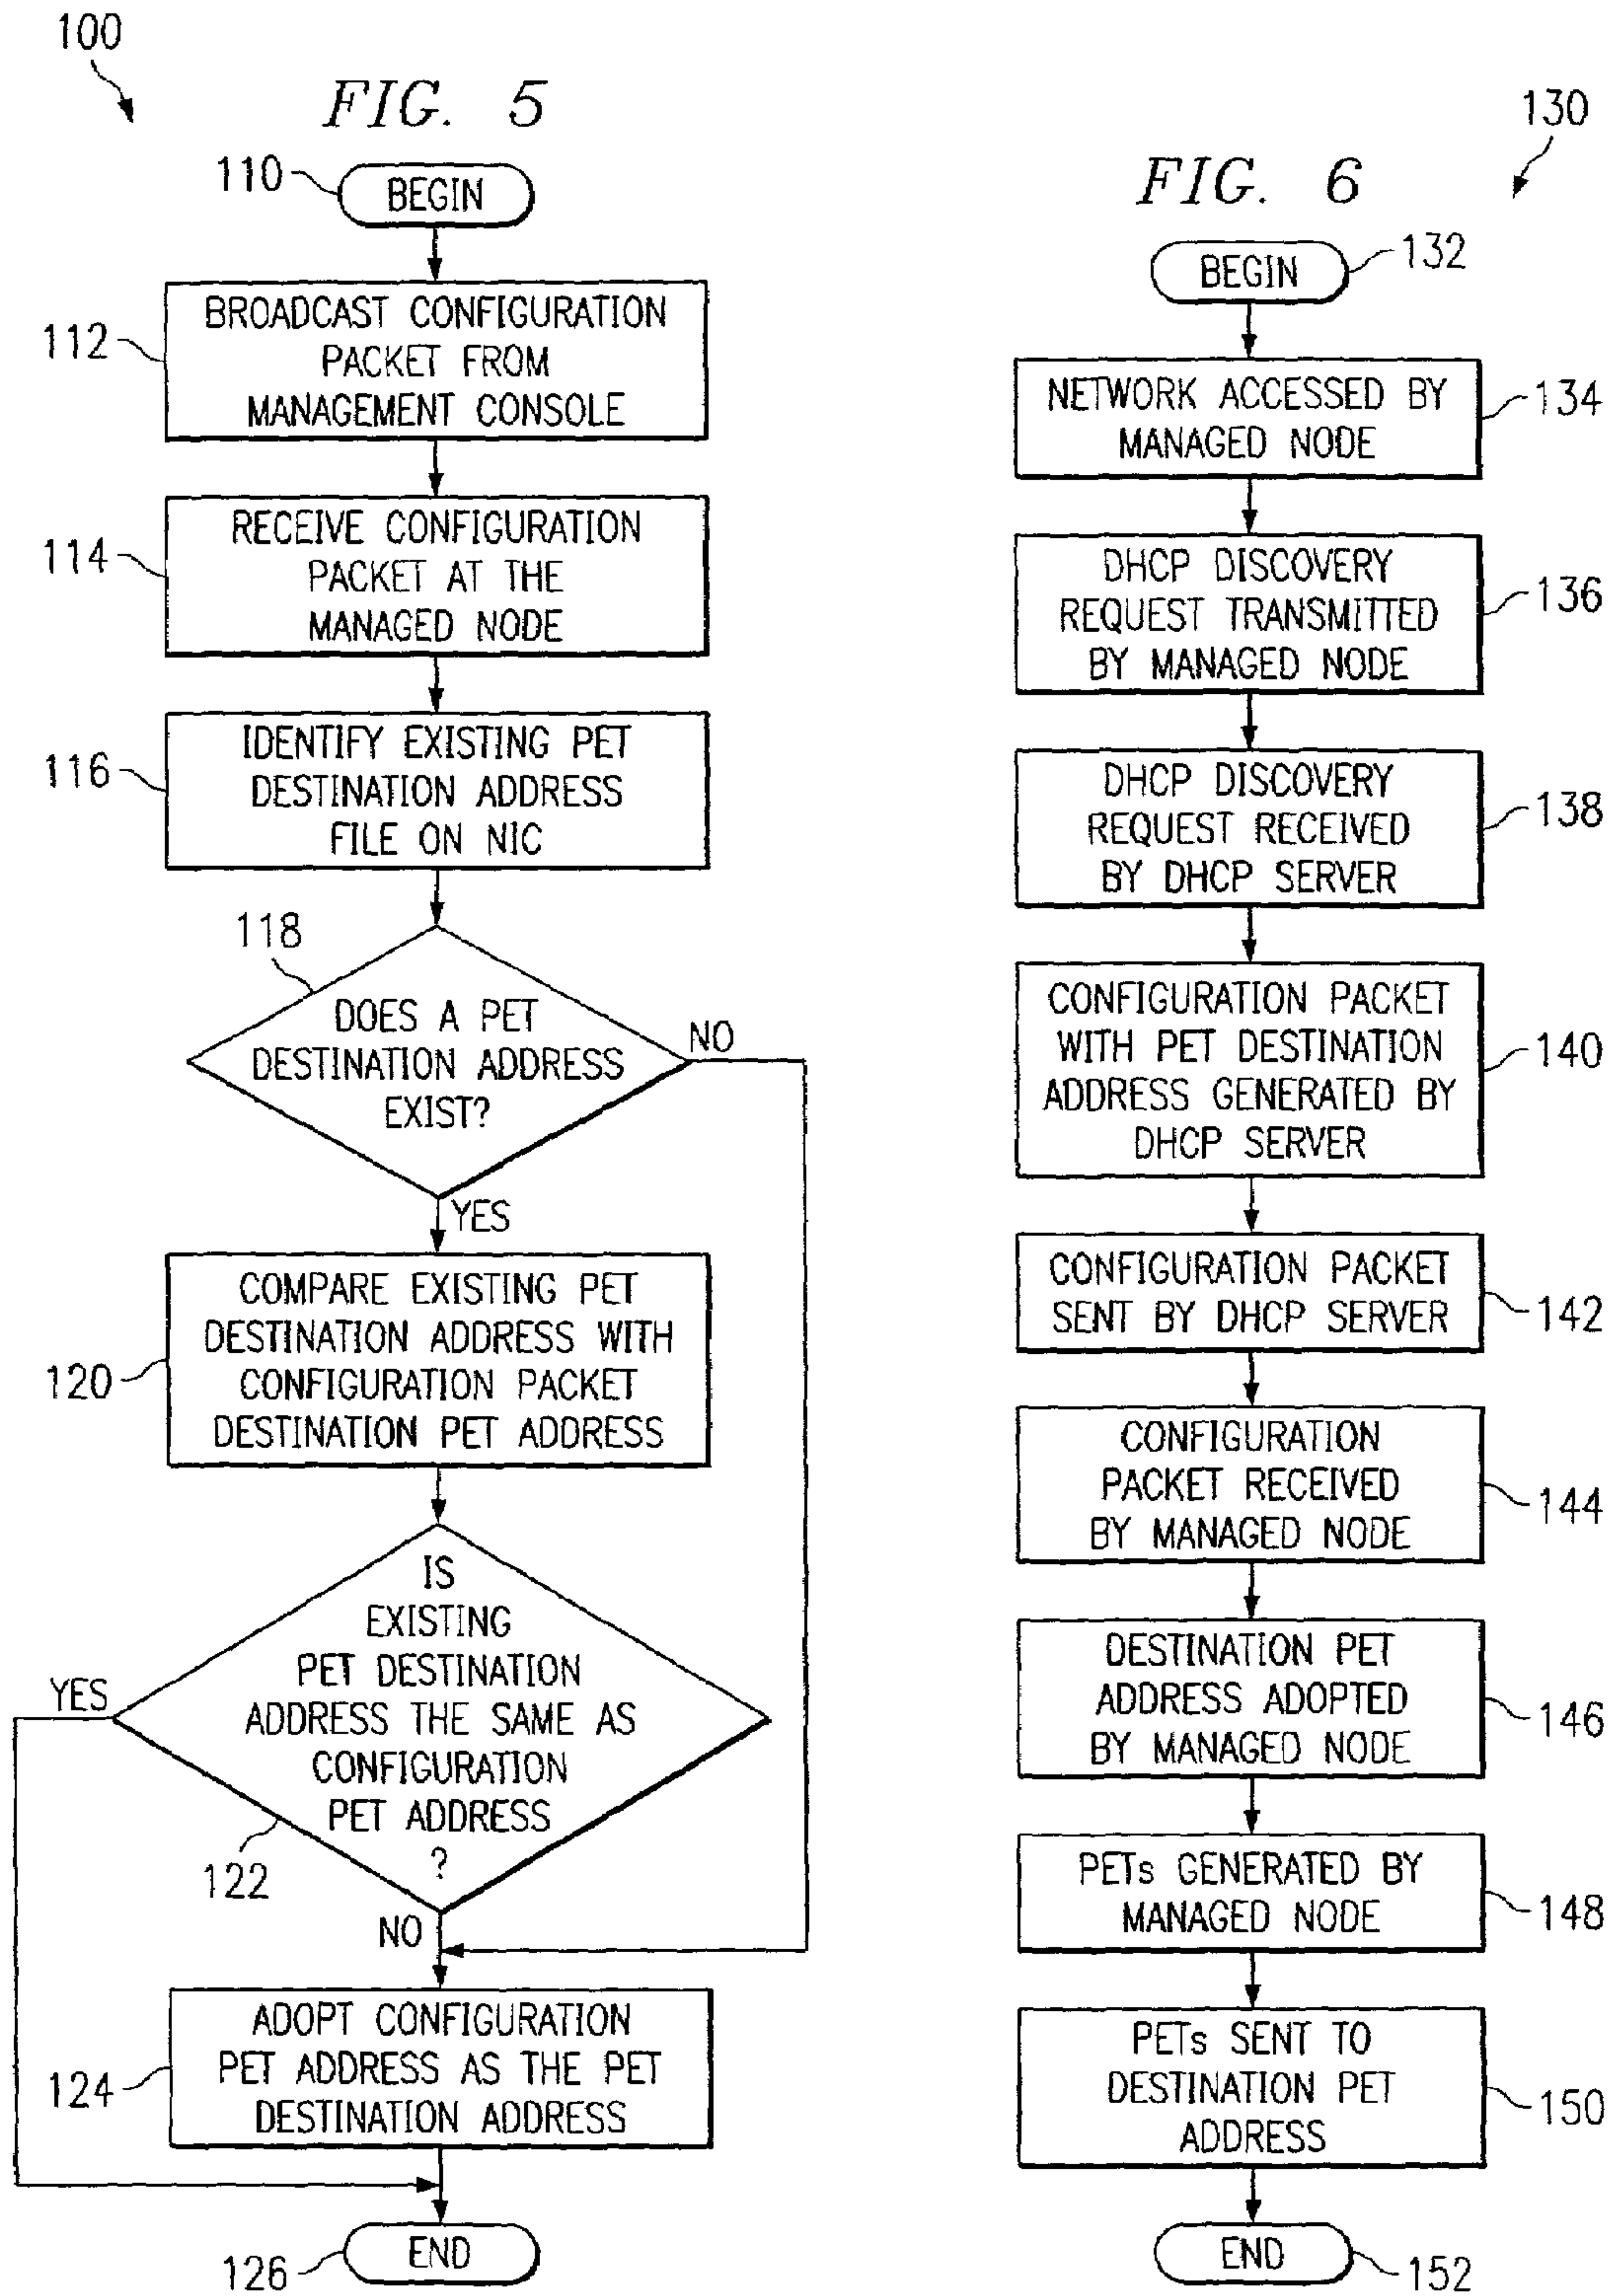 100
FIG. 5
110
BEGIN
112
BROADCAST CONFIGURATION
PACKET FROM
MANAGEMENT CONSOLE
114
RECEIVE CONFIGURATION
PACKET AT THE
MANAGED NODE
116
IDENTIFY EXISTING PET
DESTINATION ADDRESS
FILE ON NIC
118
DOES A PET
DESTINATION ADDRESS
EXIST?
NO
YES
120
COMPARE EXISTING PET
DESTINATION ADDRESS WITH
CONFIGURATION PACKET
DESTINATION PET ADDRESS
IS
EXISTING
PET DESTINATION
ADDRESS THE SAME AS
CONFIGURATION
PET ADDRESS
?
YES
122
NO
124
ADOPT CONFIGURATION
PET ADDRESS AS THE PET
DESTINATION ADDRESS
126
END
130
FIG. 6
BEGIN
132
NETWORK ACCESSED BY
MANAGED NODE
134
DHCP DISCOVERY
REQUEST TRANSMITTED
BY MANAGED NODE
136
DHCP DISCOVERY
REQUEST RECEIVED
BY DHCP SERVER
138
CONFIGURATION PACKET
WITH PET DESTINATION
ADDRESS GENERATED BY
DHCP SERVER
140
CONFIGURATION PACKET
SENT BY DHCP SERVER
142
CONFIGURATION
PACKET RECEIVED
BY MANAGED NODE
144
DESTINATION PET
ADDRESS ADOPTED
BY MANAGED NODE
146
PETs GENERATED BY
MANAGED NODE
148
PETs SENT TO
DESTINATION PET
ADDRESS
150
END
152